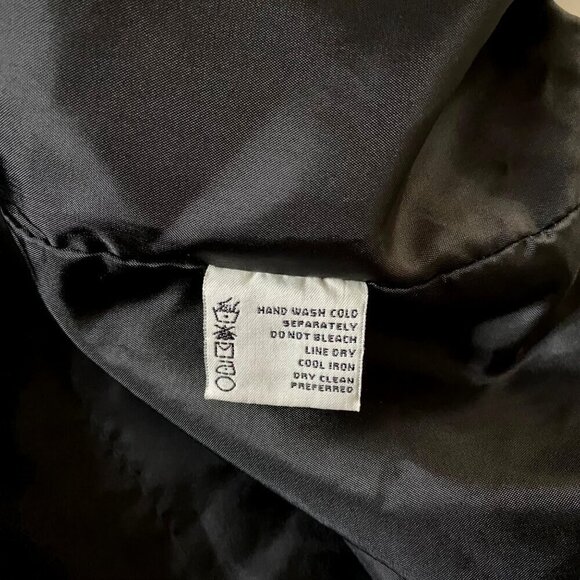 HAND WASH COLD
SEPARATELY
DO NOT BLEACH
LINE DRY
COOL IRON
DRY CLEAN
PREFERRED